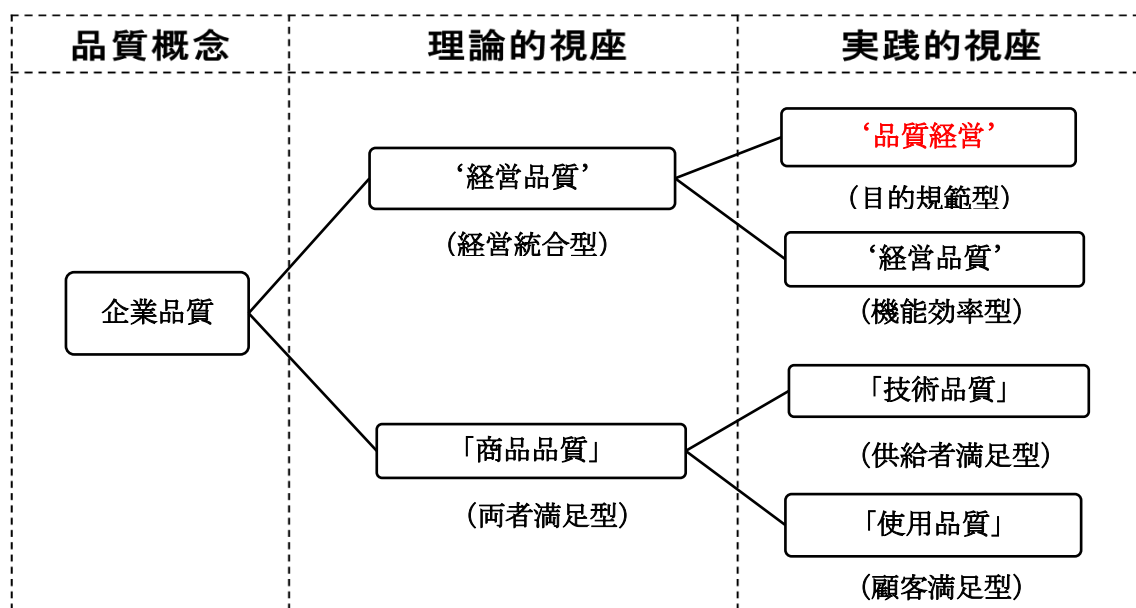 品質概念
理論的視座
実践的視座
‘品質経営’
(目的規範型)
‘経営品質’
(経営統合型)
‘経営品質’
(機能効率型)
企業品質
「技術品質」
(供給者満足型)
「商品品質」
(両者満足型)
「使用品質」
(顧客満足型)